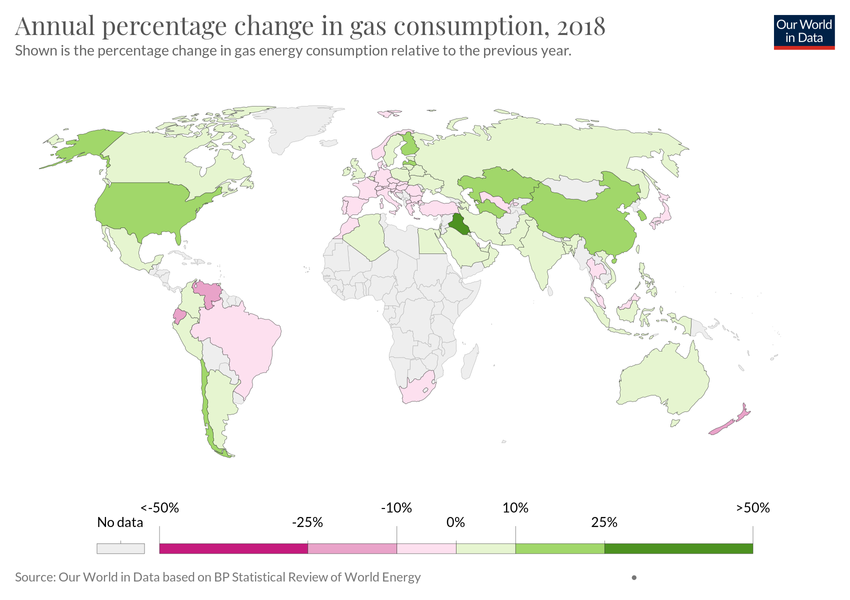 Annual percentage change in gas consumption, 2018
Shown is the percentage change in gas energy consumption relative to the previous year.
Our World
in Data
<-50% -10% 10% >50%
No data -25% 0% 25%
Source: Our World in Data based on BP Statistical Review of World Energy